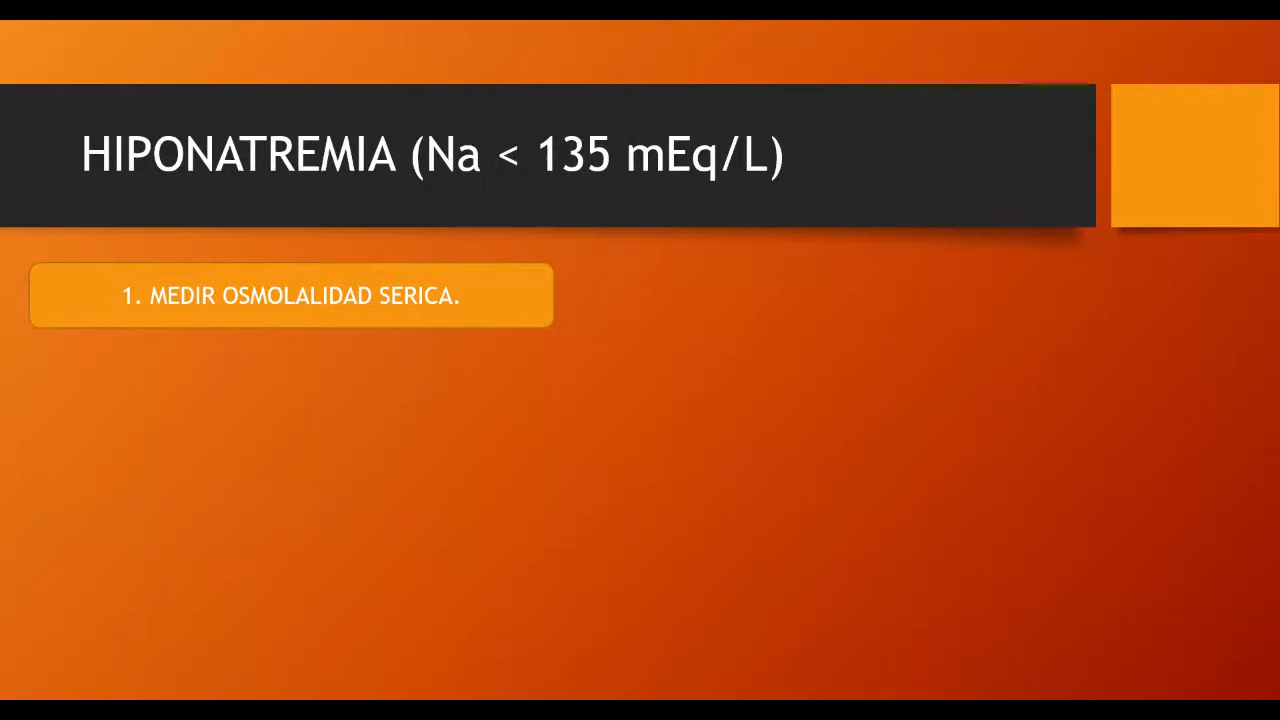 HIPONATREMIA (Na < 135 mEq/L)
1. MEDIR OSMOLALIDAD SERICA.